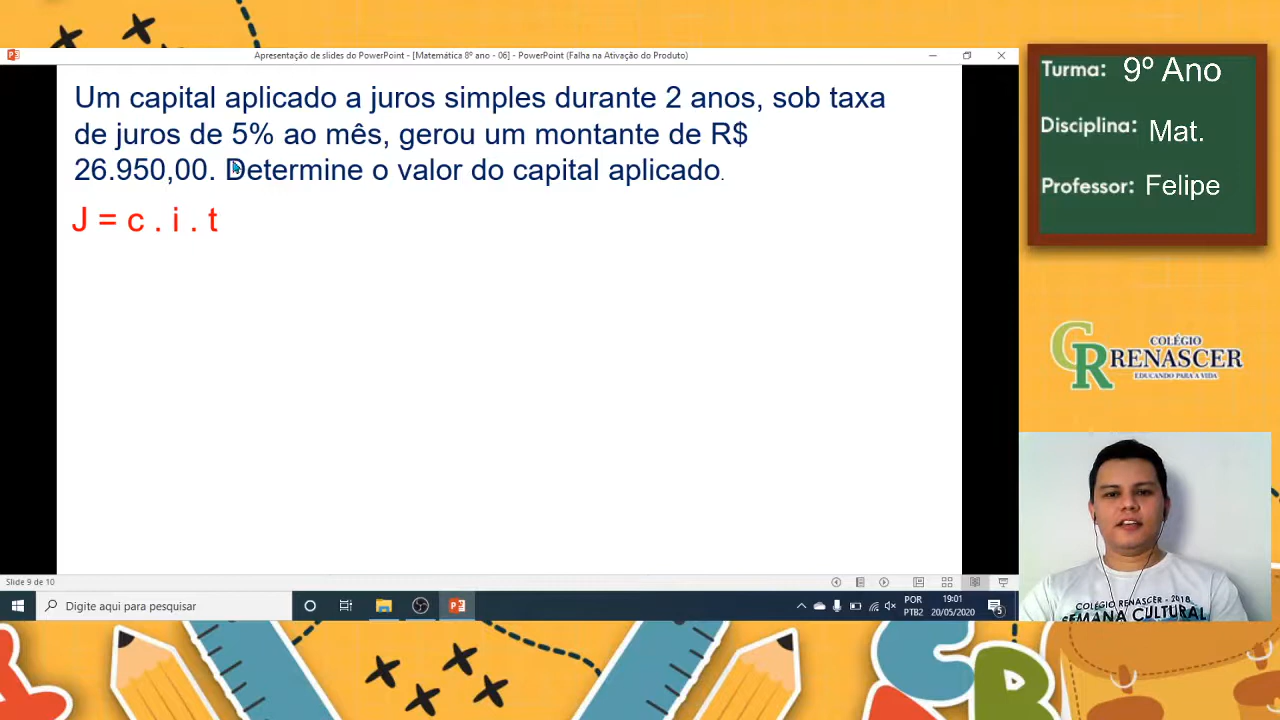 Apresentação de slides do PowerPoint - [Matemática 8º ano - 06] - PowerPoint (Falha na Ativação do Produto)
Um capital aplicado a juros simples durante 2 anos, sob taxa
de juros de 5% ao mês, gerou um montante de R$
26.950,00. Determine o valor do capital aplicado.
J = c . i . t
Slide 9 de 10
Digite aqui para pesquisar
POR
PTB2
19:01
20/05/2020
5
Turma: 9º Ano
Disciplina: Mat.
Professor: Felipe
CR
COLÉGIO
RENASCER
EDUCANDO PARA A VIDA
COLÉGIO RENASCER - 2018
SEMANA CULTURAL